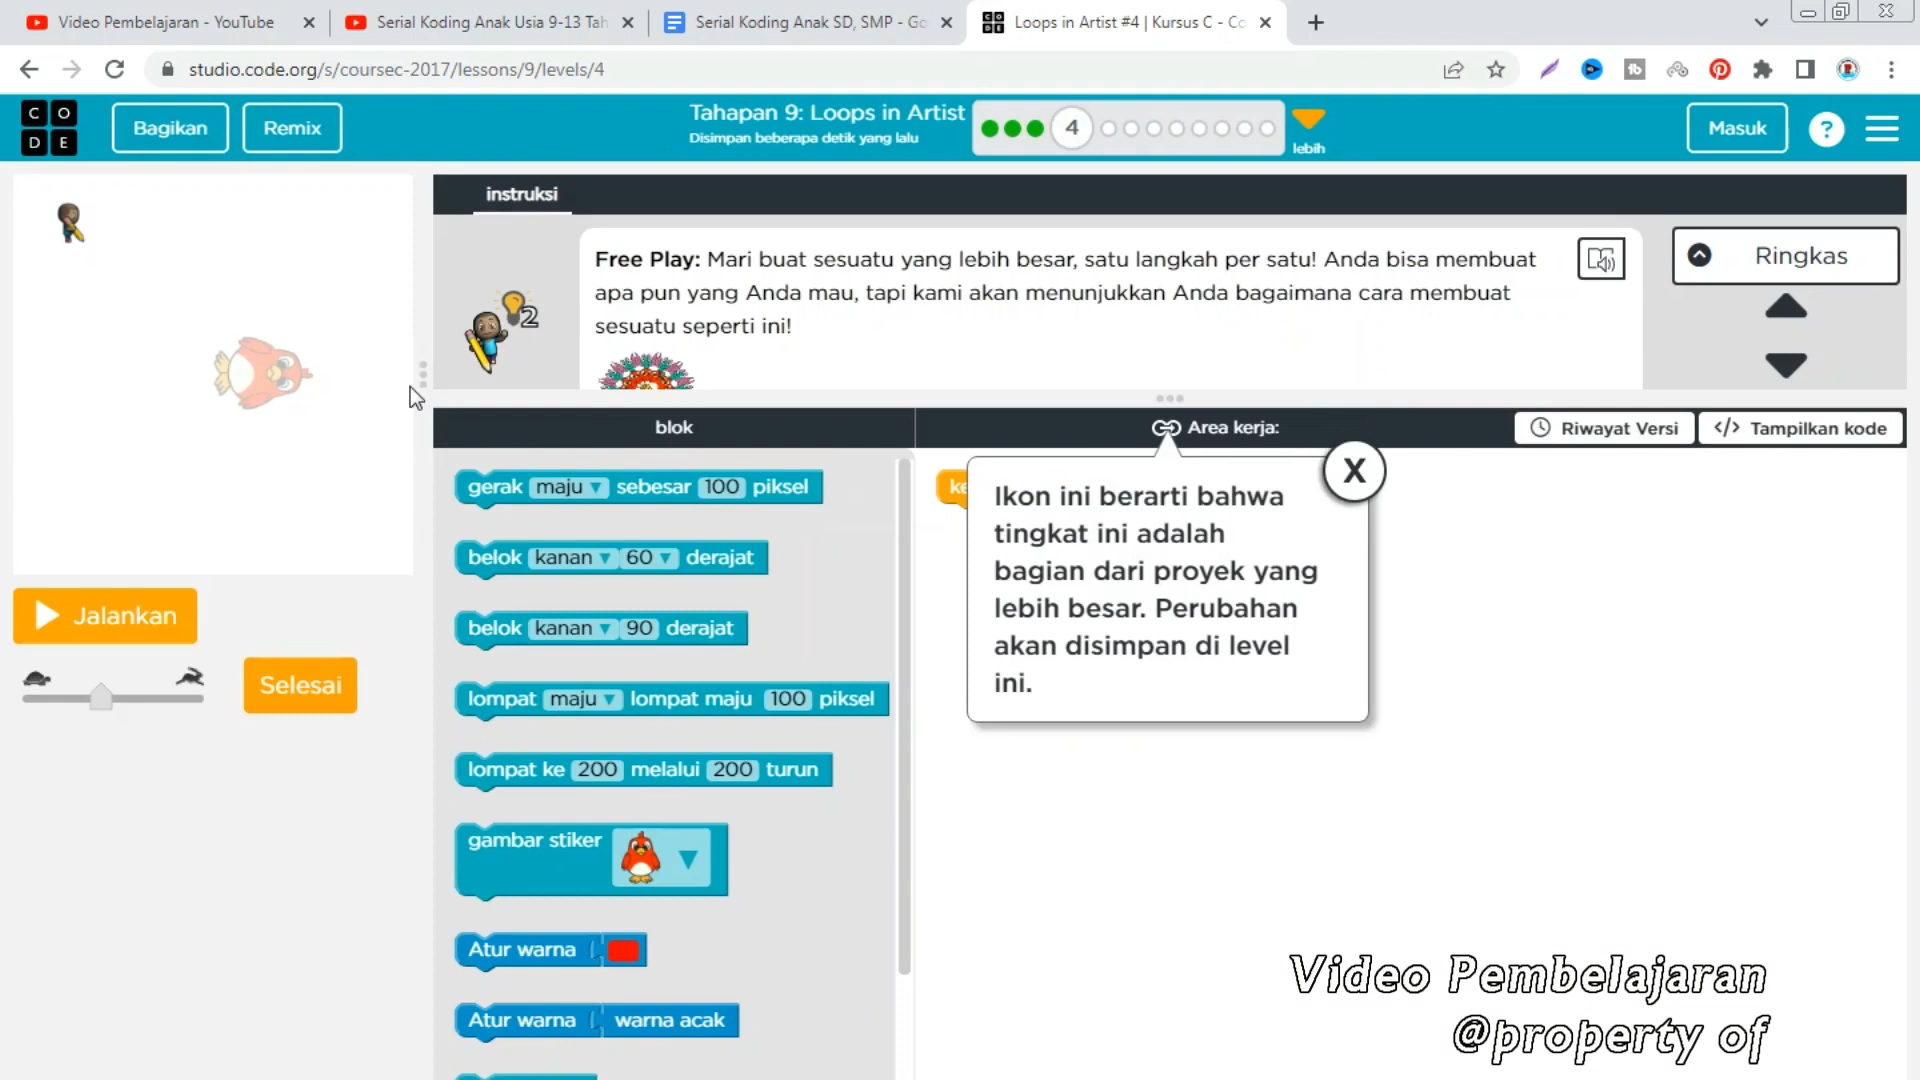 Video Pembelajaran - YouTube
Serial Koding Anak Usia 9-13 Tah
Serial Koding Anak SD, SMP - Go
Loops in Artist #4 | Kursus C - Co
studio.code.org/s/coursec-2017/lessons/9/levels/4
C O
D E
Bagikan
Remix
Tahapan 9: Loops in Artist
Disimpan beberapa detik yang lalu
4
lebih
Masuk
?
instruksi
Free Play: Mari buat sesuatu yang lebih besar, satu langkah per satu! Anda bisa membuat
apa pun yang Anda mau, tapi kami akan menunjukkan Anda bagaimana cara membuat
sesuatu seperti ini!
2
Ringkas
blok
Area kerja:
Riwayat Versi
</> Tampilkan kode
gerak maju sebesar 100 piksel
belok kanan 60 derajat
belok kanan 90 derajat
lompat maju lompat maju 100 piksel
lompat ke 200 melalui 200 turun
gambar stiker
Atur warna
Atur warna warna acak
ke
X
Ikon ini berarti bahwa
tingkat ini adalah
bagian dari proyek yang
lebih besar. Perubahan
akan disimpan di level
ini.
Jalankan
Selesai
Video Pembelajaran
@property of